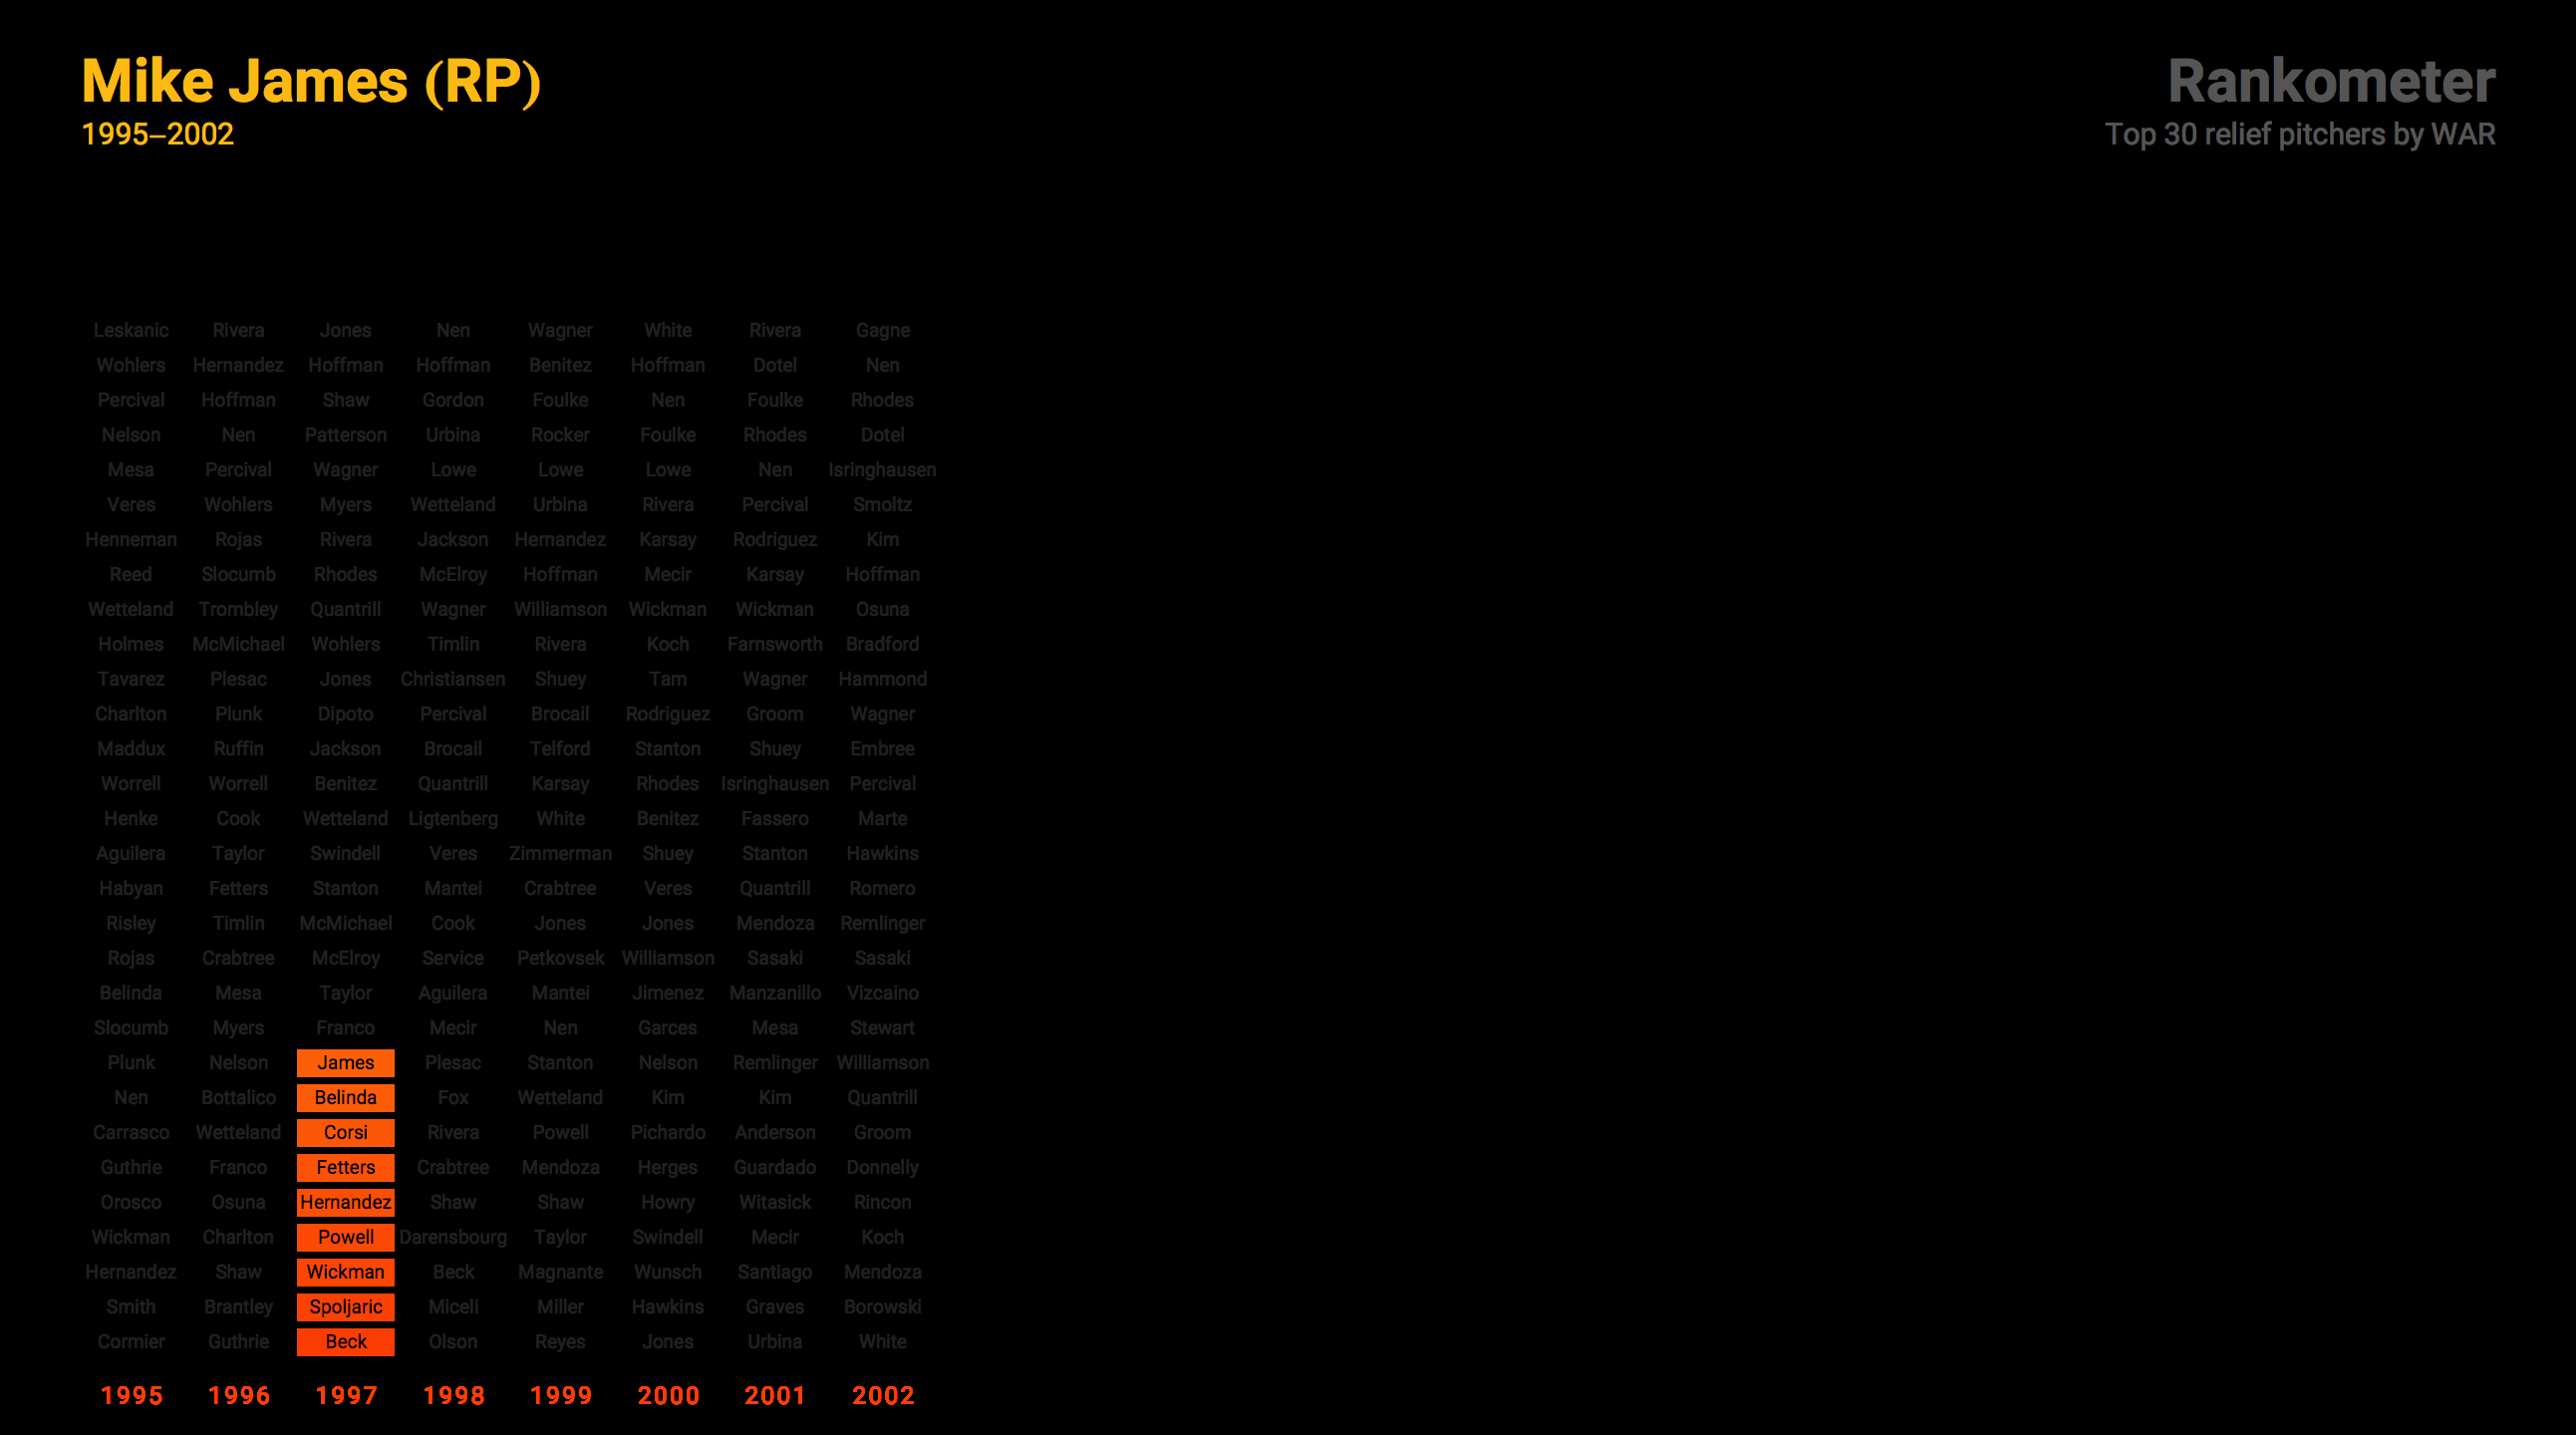 Mike James (RP)
1995–2002
Rankometer
Top 30 relief pitchers by WAR
Leskanic Rivera Jones Nen Wagner White Rivera Gagne
Wohlers Hernandez Hoffman Hoffman Benitez Hoffman Dotel Nen
Percival Hoffman Shaw Gordon Foulke Nen Foulke Rhodes
Nelson Nen Patterson Urbina Rocker Foulke Rhodes Dotel
Mesa Percival Wagner Lowe Lowe Lowe Nen Isringhausen
Veres Wohlers Myers Wetteland Urbina Rivera Percival Smoltz
Henneman Rojas Rivera Jackson Hernandez Karsay Rodriguez Kim
Reed Slocumb Rhodes McElroy Hoffman Mecir Karsay Hoffman
Wetteland Trombley Quantrill Wagner Williamson Wickman Wickman Osuna
Holmes McMichael Wohlers Timlin Rivera Koch Farnsworth Bradford
Tavarez Plesac Jones Christiansen Shuey Tam Wagner Hammond
Charlton Plunk Dipoto Percival Brocail Rodriguez Groom Wagner
Maddux Ruffin Jackson Brocail Telford Stanton Shuey Embree
Worrell Worrell Benitez Quantrill Karsay Rhodes Isringhausen Percival
Henke Cook Wetteland Ligtenberg White Benitez Fassero Marte
Aguilera Taylor Swindell Veres Zimmerman Shuey Stanton Hawkins
Habyan Fetters Stanton Mantei Crabtree Veres Quantrill Romero
Risley Timlin McMichael Cook Jones Jones Mendoza Remlinger
Rojas Crabtree McElroy Service Petkovsek Williamson Sasaki Sasaki
Belinda Mesa Taylor Aguilera Mantei Jimenez Manzanillo Vizcaino
Slocumb Myers Franco Mecir Nen Garces Mesa Stewart
Plunk Nelson James Plesac Stanton Nelson Remlinger Williamson
Nen Bottalico Belinda Fox Wetteland Kim Kim Quantrill
Carrasco Wetteland Corsi Rivera Powell Pichardo Anderson Groom
Guthrie Franco Fetters Crabtree Mendoza Herges Guardado Donnelly
Orosco Osuna Hernandez Shaw Shaw Howry Witasick Rincon
Wickman Charlton Powell Darensbourg Taylor Swindell Mecir Koch
Hernandez Shaw Wickman Beck Magnante Wunsch Santiago Mendoza
Smith Brantley Spoljaric Miceli Miller Hawkins Graves Borowski
Cormier Guthrie Beck Olson Reyes Jones Urbina White
1995 1996 1997 1998 1999 2000 2001 2002